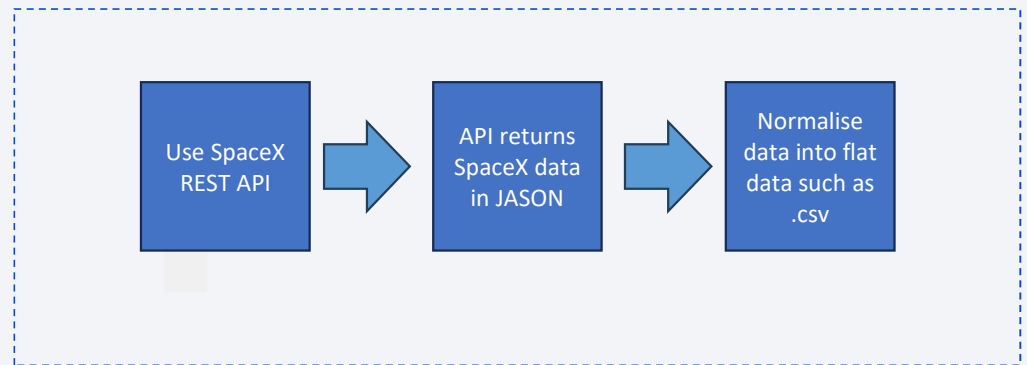 Use SpaceX
REST API
API returns
SpaceX data
in JASON
Normalise
data into flat
data such as
.csv